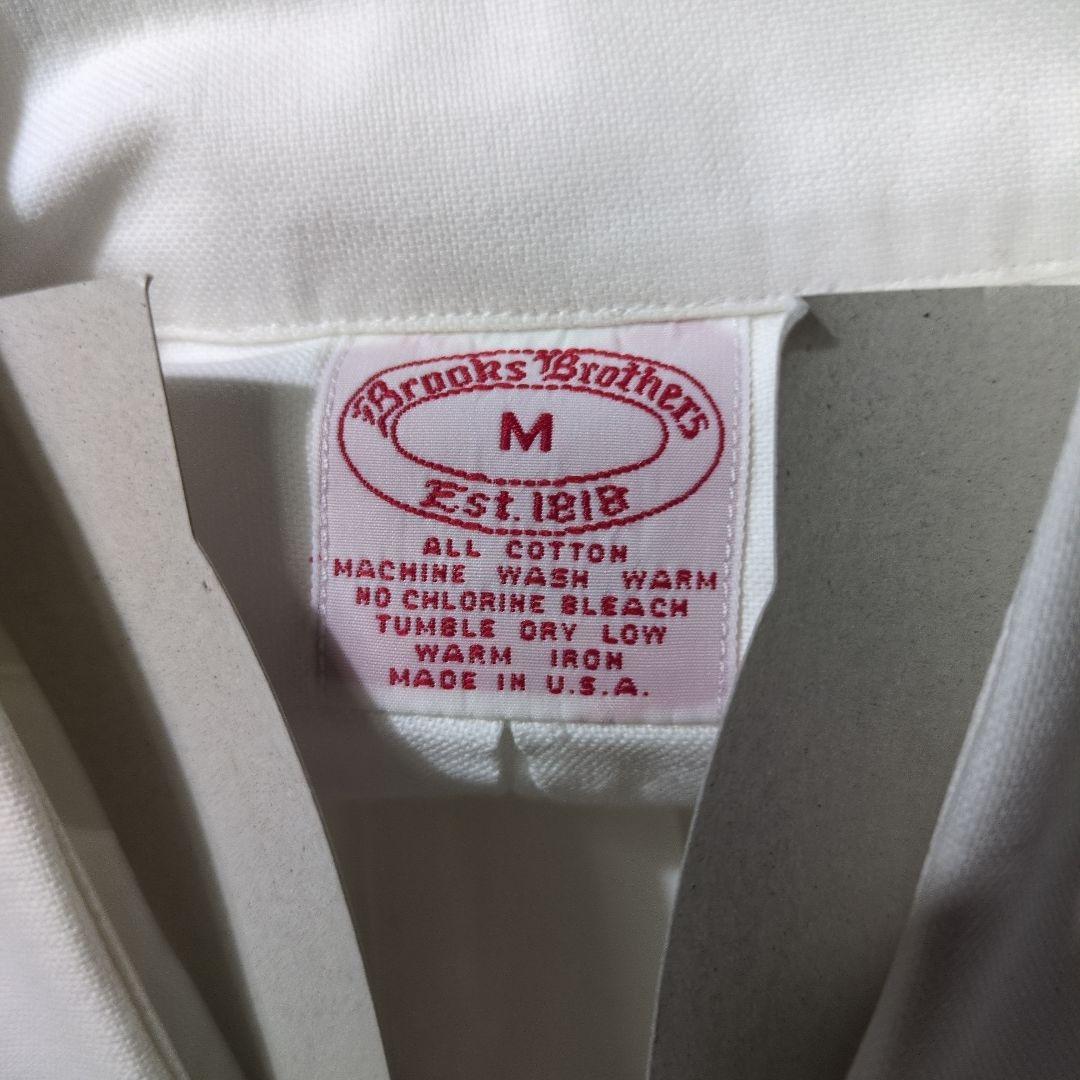 Brooks Brothers
M
Est. 1818
ALL COTTON
MACHINE WASH WARM
NO CHLORINE BLEACH
TUMBLE DRY LOW
WARM IRON
MADE IN U.S.A.